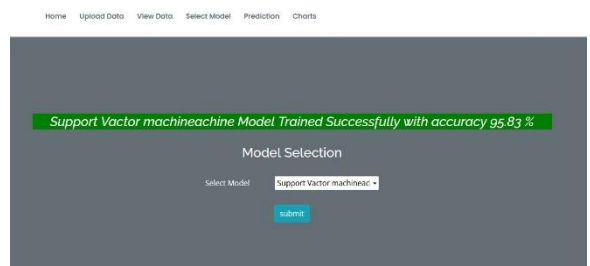 Home Upload Data View Data Select Model Prediction Charts
Support Vactor machineachine Model Trained Successfully with accuracy 95.83 %
Model Selection
Select Model Support Vactor machineac
submit